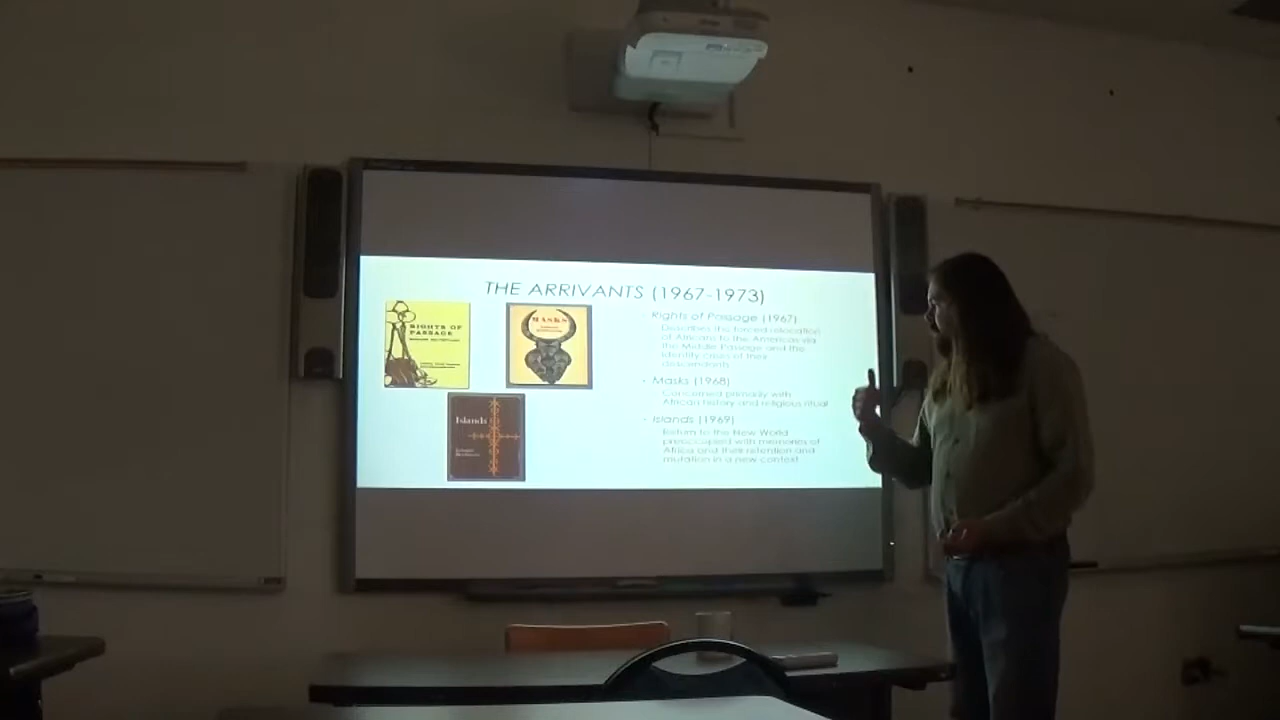 THE ARRIVANTS (1967-1973)
RIGHTS OF
PASSAGE
MASKS
Islands
Rights of Passage (1967)
Describes the forced relocation
of Africans to the Americas via
the Middle Passage and the
identity crisis of their
descendants
Masks (1968)
Concerned primarily with
African history and religious ritual
Islands (1969)
Return to the New World
preoccupied with memories of
Africa and their retention and
mutation in a new context